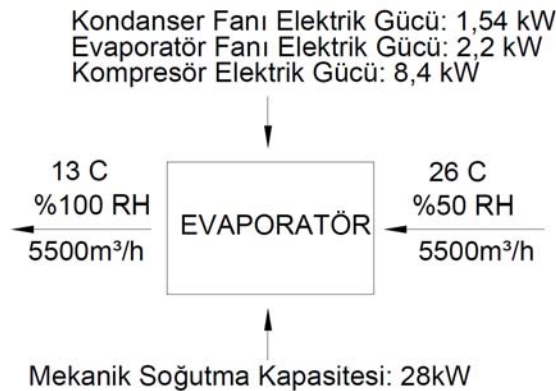 Kondanser Fanı Elektrik Gücü: 1,54 kW
Evaporatör Fanı Elektrik Gücü: 2,2 kW
Kompresör Elektrik Gücü: 8,4 kW
13 C
%100 RH
5500m³/h
EVAPORATÖR
26 C
%50 RH
5500m³/h
Mekanik Soğutma Kapasitesi: 28kW